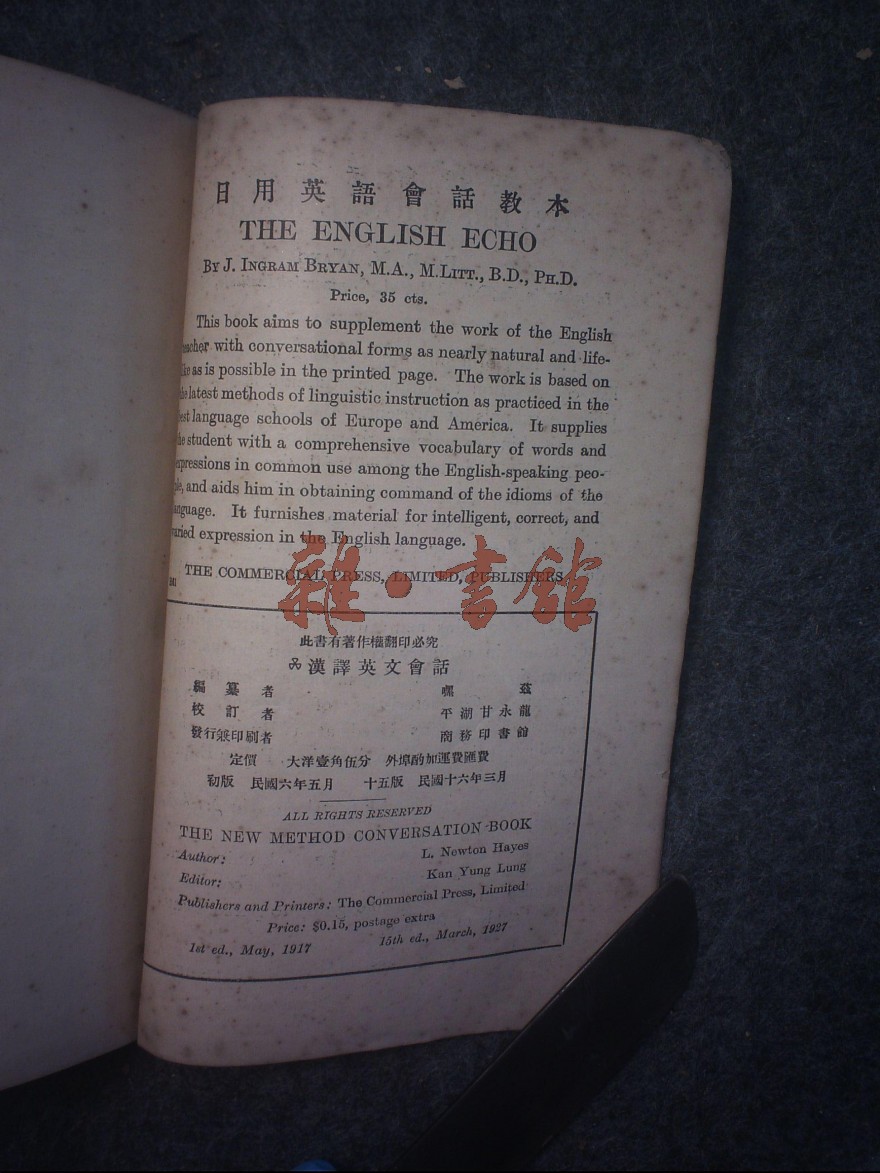 日用英語會話教本
THE ENGLISH ECHO
BY J. INGRAM BRYAN, M.A., M.LITT., B.D., PH.D.
Price, 35 cts.
This book aims to supplement the work of the English
eacher with conversational forms as nearly natural and life-
ike as is possible in the printed page. The work is based on
he latest methods of linguistic instruction as practiced in the
est language schools of Europe and America. It supplies
he student with a comprehensive vocabulary of words and
xpressions in common use among the English-speaking peo-
ple, and aids him in obtaining command of the idioms of the
anguage. It furnishes material for intelligent, correct, and
varied expression in the English language.
THE COMMERCIAL PRESS, LIMITED, PUBLISHERS
雜·書館
此書有著作權翻印必究
漢譯英文會話
編纂者 嘿茲
校訂者 平湖甘永龍
發行兼印刷者 商務印書館
定價 大洋壹角伍分 外埠酌加運費匯費
初版 民國六年五月 十五版 民國十六年三月
ALL RIGHTS RESERVED
THE NEW METHOD CONVERSATION BOOK
Author: L. Newton Hayes
Editor: Kan Yung Lung
Publishers and Printers: The Commercial Press, Limited
Price: $0.15, postage extra
1st ed., May, 1917 15th ed., March, 1927